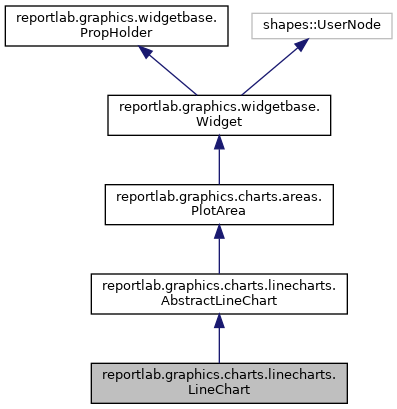 reportlab.graphics.widgetbase.
PropHolder
shapes::UserNode
reportlab.graphics.widgetbase.
Widget
reportlab.graphics.charts.areas.
PlotArea
reportlab.graphics.charts.linecharts.
AbstractLineChart
reportlab.graphics.charts.linecharts.
LineChart